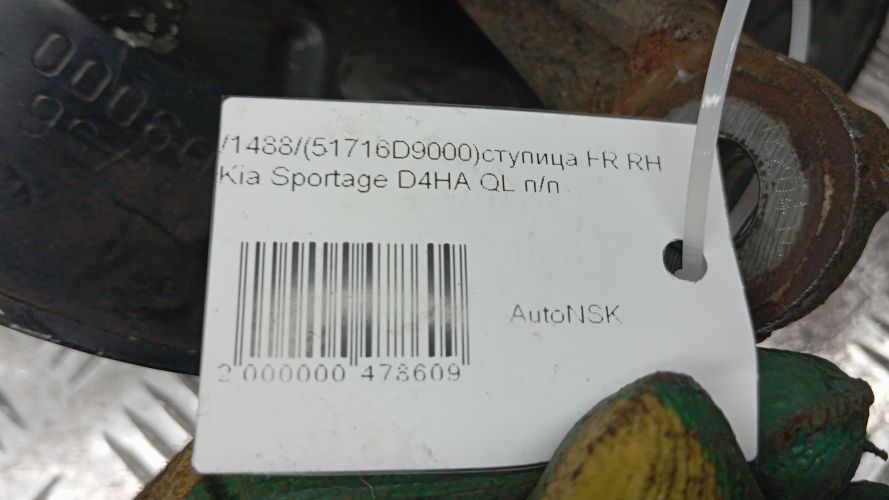 /1488/(51716D9000)ступица FR RH
Kia Sportage D4HA QL п/п
AutoNSK
2 000000 478609